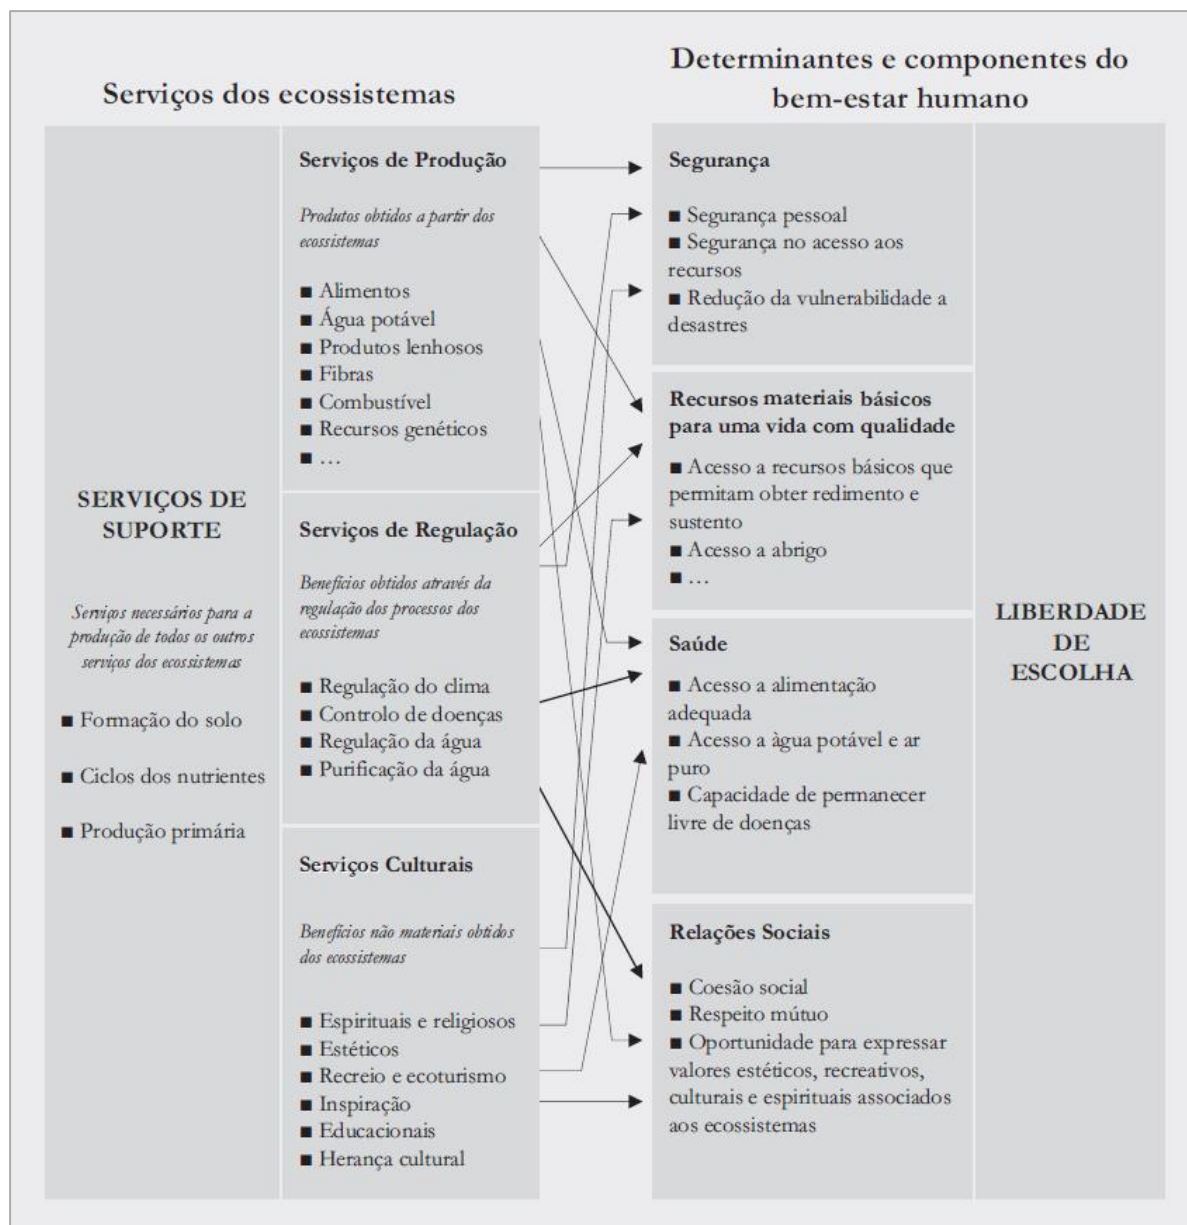 Serviços dos ecossistemas
Determinantes e componentes do
bem-estar humano
SERVIÇOS DE
SUPORTE
Serviços necessários para a
produção de todos os outros
serviços dos ecossistemas
■ Formação do solo
■ Ciclos dos nutrientes
■ Produção primária
Serviços de Produção
Produtos obtidos a partir dos
ecossistemas
■ Alimentos
■ Água potável
■ Produtos lenhosos
■ Fibras
■ Combustível
■ Recursos genéticos
■ …
Serviços de Regulação
Benefícios obtidos através da
regulação dos processos dos
ecossistemas
■ Regulação do clima
■ Controlo de doenças
■ Regulação da água
■ Purificação da água
Serviços Culturais
Benefícios não materiais obtidos
dos ecossistemas
■ Espirituais e religiosos
■ Estéticos
■ Recreio e ecoturismo
■ Inspiração
■ Educacionais
■ Herança cultural
Segurança
■ Segurança pessoal
■ Segurança no acesso aos
recursos
■ Redução da vulnerabilidade a
desastres
Recursos materiais básicos
para uma vida com qualidade
■ Acesso a recursos básicos que
permitam obter redimento e
sustento
■ Acesso a abrigo
■ …
Saúde
■ Acesso a alimentação
adequada
■ Acesso a àgua potável e ar
puro
■ Capacidade de permanecer
livre de doenças
Relações Sociais
■ Coesão social
■ Respeito mútuo
■ Oportunidade para expressar
valores estéticos, recreativos,
culturais e espirituais associados
aos ecossistemas
LIBERDADE
DE
ESCOLHA